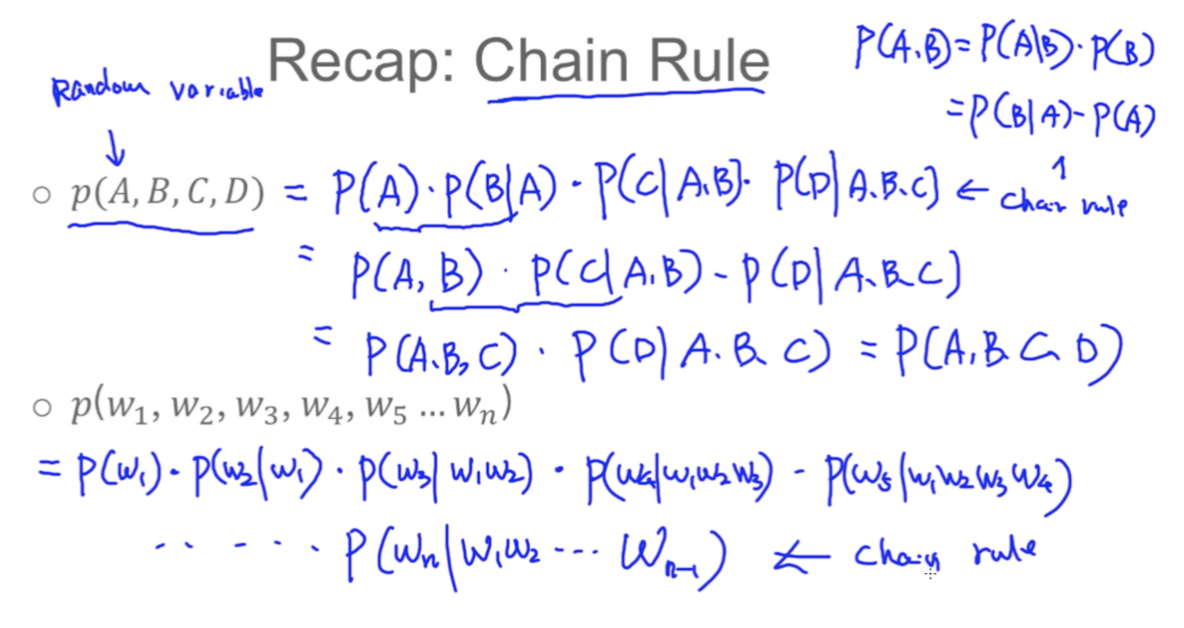 Recap: Chain Rule
P(A.B) = P(A|B) · P(B)
= P(B|A) - P(A)
Random variable
↓
↑
chain rule
○ p(A, B, C, D) = P(A) · P(B|A) · P(C|A.B) · P(D|A.B.C) ←
= P(A, B) · P(C|A.B) - P(D|A.B.C)
= P(A.B, C) · P(D|A.B.C) = P(A, B, C, D)
○ p(w₁, w₂, w₃, w₄, w₅ … wₙ)
= P(w₁) · P(w₂|w₁) · P(w₃|w₁w₂) · P(w₄|w₁w₂w₃) - P(w₅|w₁w₂w₃w₄)
· · · · · · P(wₙ|w₁w₂ ··· wₙ₋₁) ← chain rule